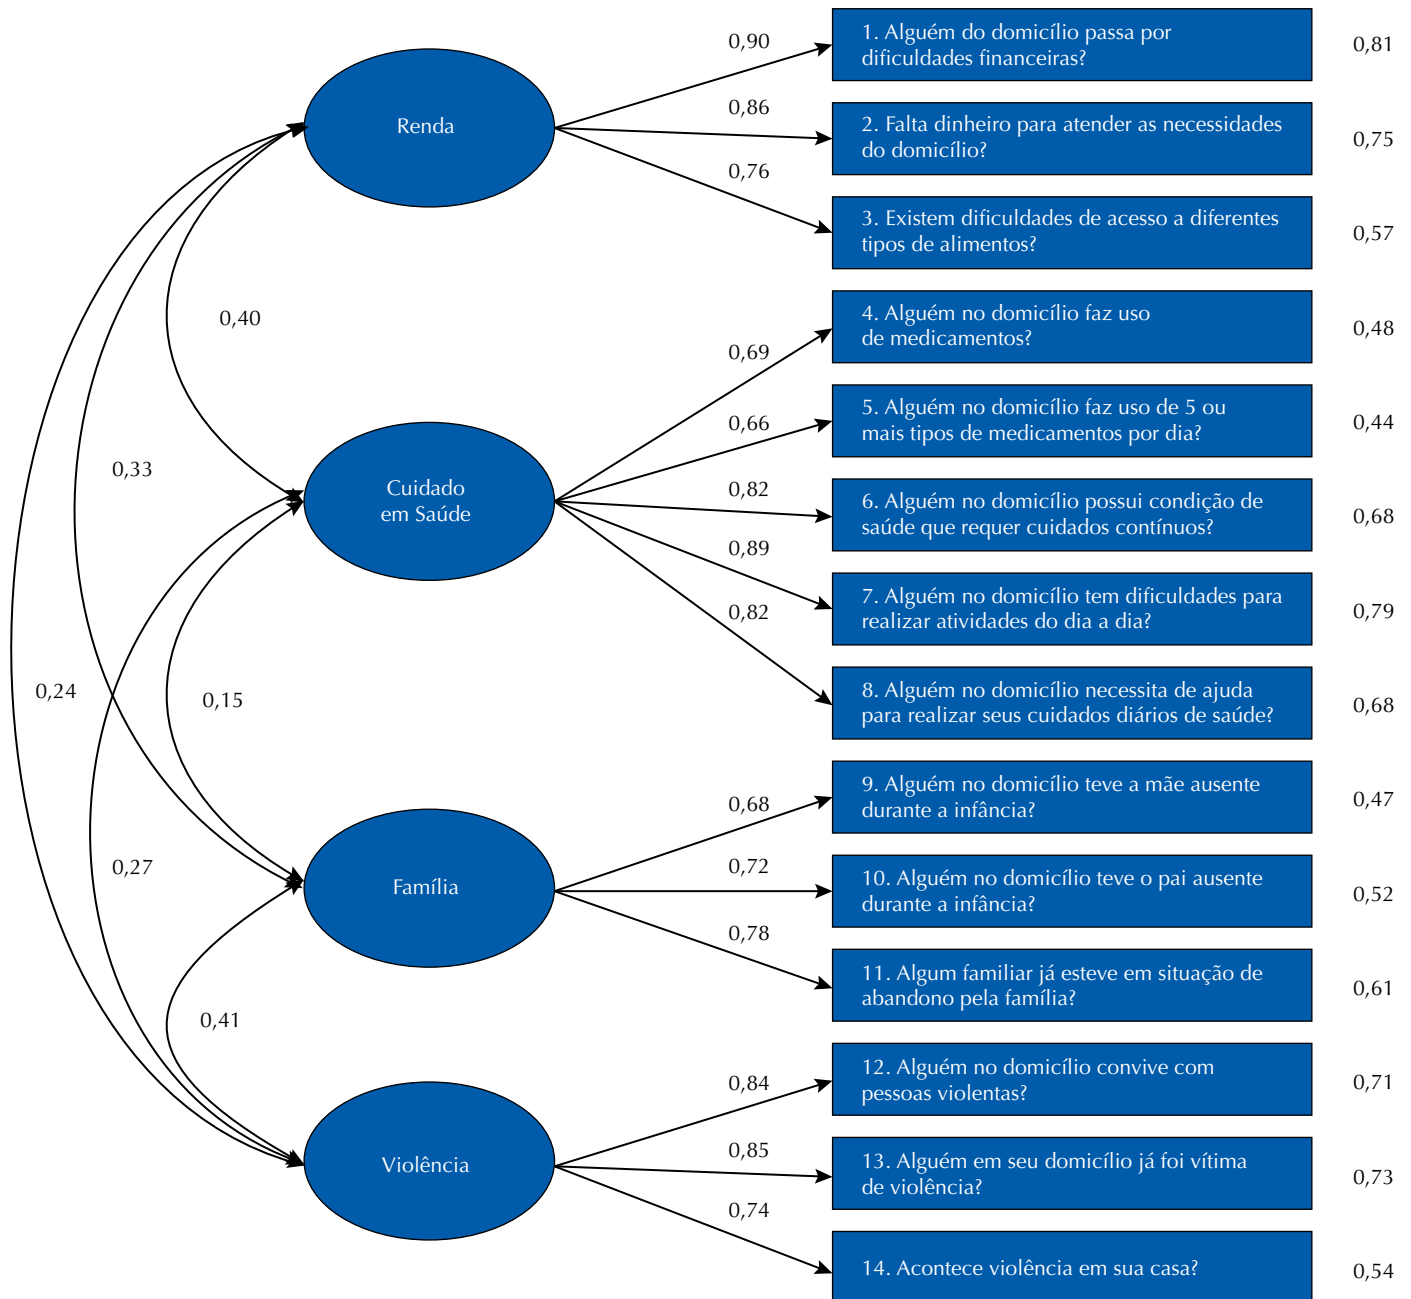 Renda
0,90
1. Alguém do domicílio passa por
dificuldades financeiras?
0,81
0,86
2. Falta dinheiro para atender as necessidades
do domicílio?
0,75
0,76
3. Existem dificuldades de acesso a diferentes
tipos de alimentos?
0,57
0,40
0,33
Cuidado
em Saúde
0,69
4. Alguém no domicílio faz uso
de medicamentos?
0,48
0,66
5. Alguém no domicílio faz uso de 5 ou
mais tipos de medicamentos por dia?
0,44
0,82
6. Alguém no domicílio possui condição de
saúde que requer cuidados contínuos?
0,68
0,89
7. Alguém no domicílio tem dificuldades para
realizar atividades do dia a dia?
0,79
0,82
8. Alguém no domicílio necessita de ajuda
para realizar seus cuidados diários de saúde?
0,68
0,24
0,15
0,27
Família
0,68
9. Alguém no domicílio teve a mãe ausente
durante a infância?
0,47
0,72
10. Alguém no domicílio teve o pai ausente
durante a infância?
0,52
0,78
11. Algum familiar já esteve em situação de
abandono pela família?
0,61
0,41
Violência
0,84
12. Alguém no domicílio convive com
pessoas violentas?
0,71
0,85
13. Alguém em seu domicílio já foi vítima
de violência?
0,73
0,74
14. Acontece violência em sua casa?
0,54